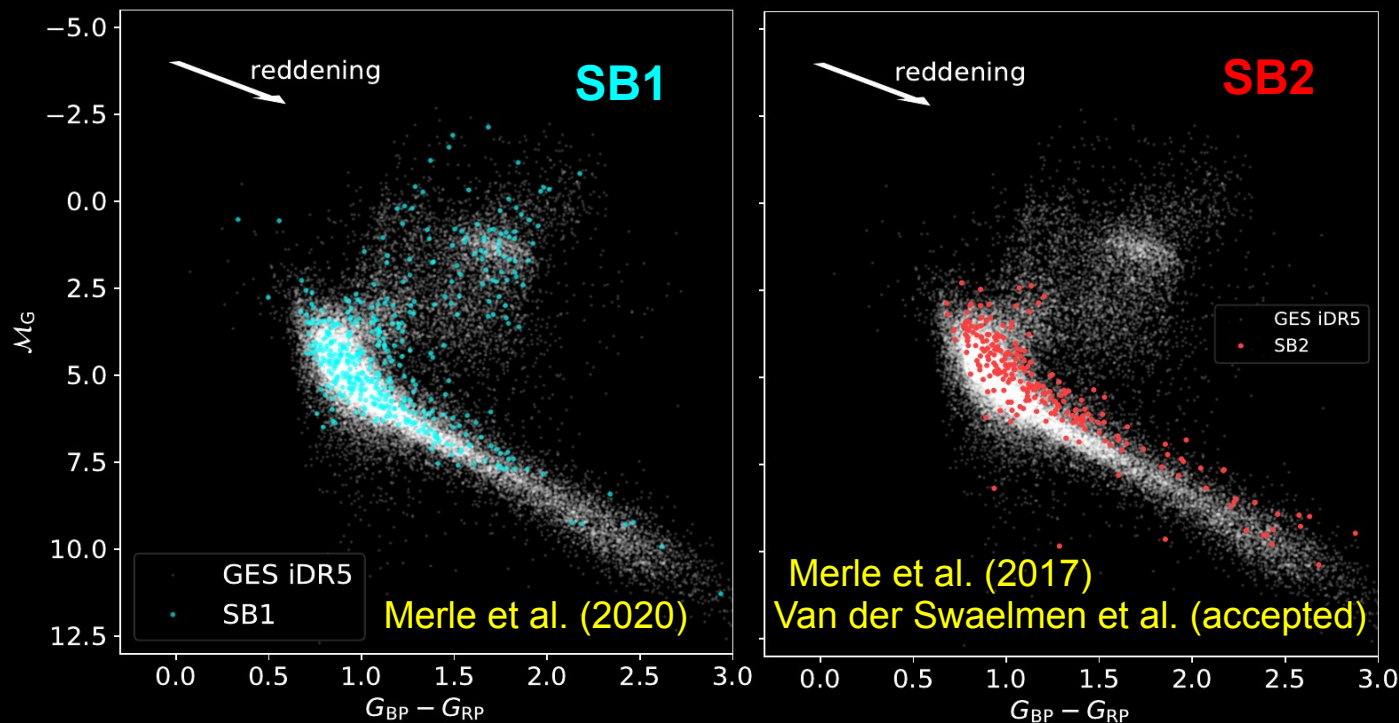 −5.0
−2.5
0.0
2.5
5.0
7.5
10.0
12.5
M_G
reddening
SB1
GES iDR5
SB1
Merle et al. (2020)
0.0 0.5 1.0 1.5 2.0 2.5 3.0
G_BP − G_RP
reddening
SB2
GES iDR5
SB2
Merle et al. (2017)
Van der Swaelmen et al. (accepted)
0.0 0.5 1.0 1.5 2.0 2.5 3.0
G_BP − G_RP